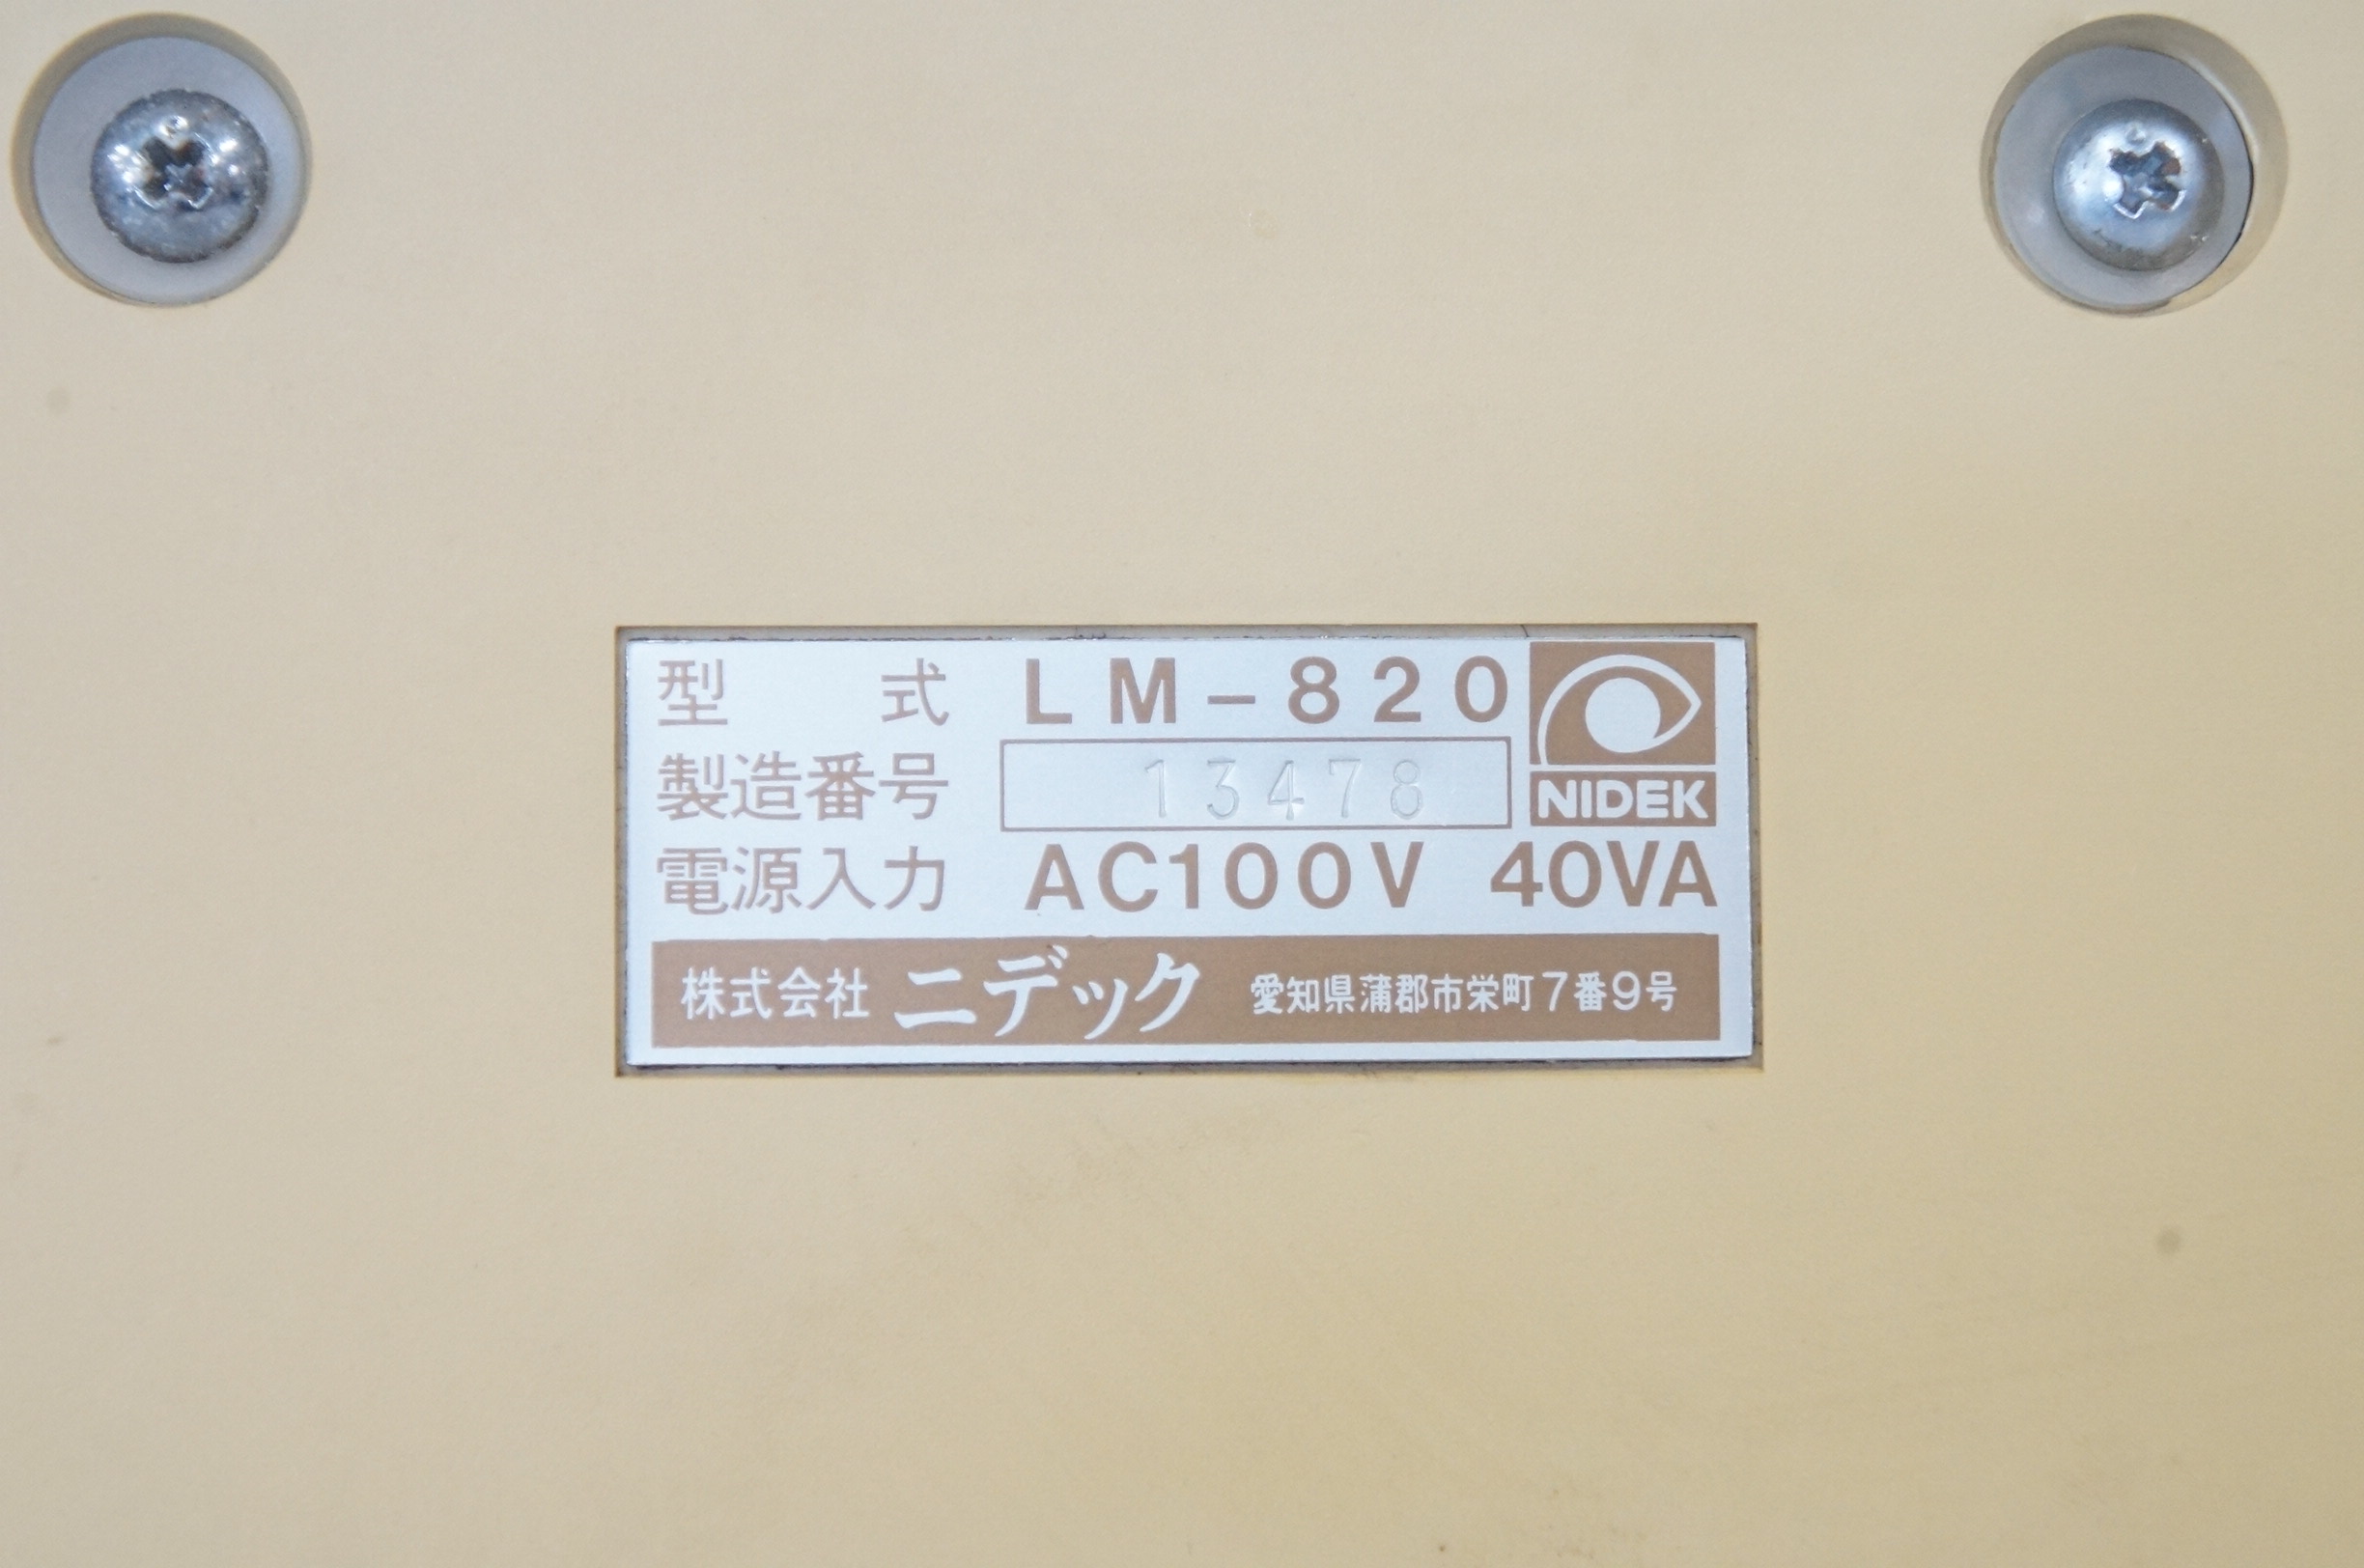 型式 LM-820
製造番号 13478
NIDEK
電源入力 AC100V 40VA
株式会社 ニデック 愛知県蒲郡市栄町7番9号